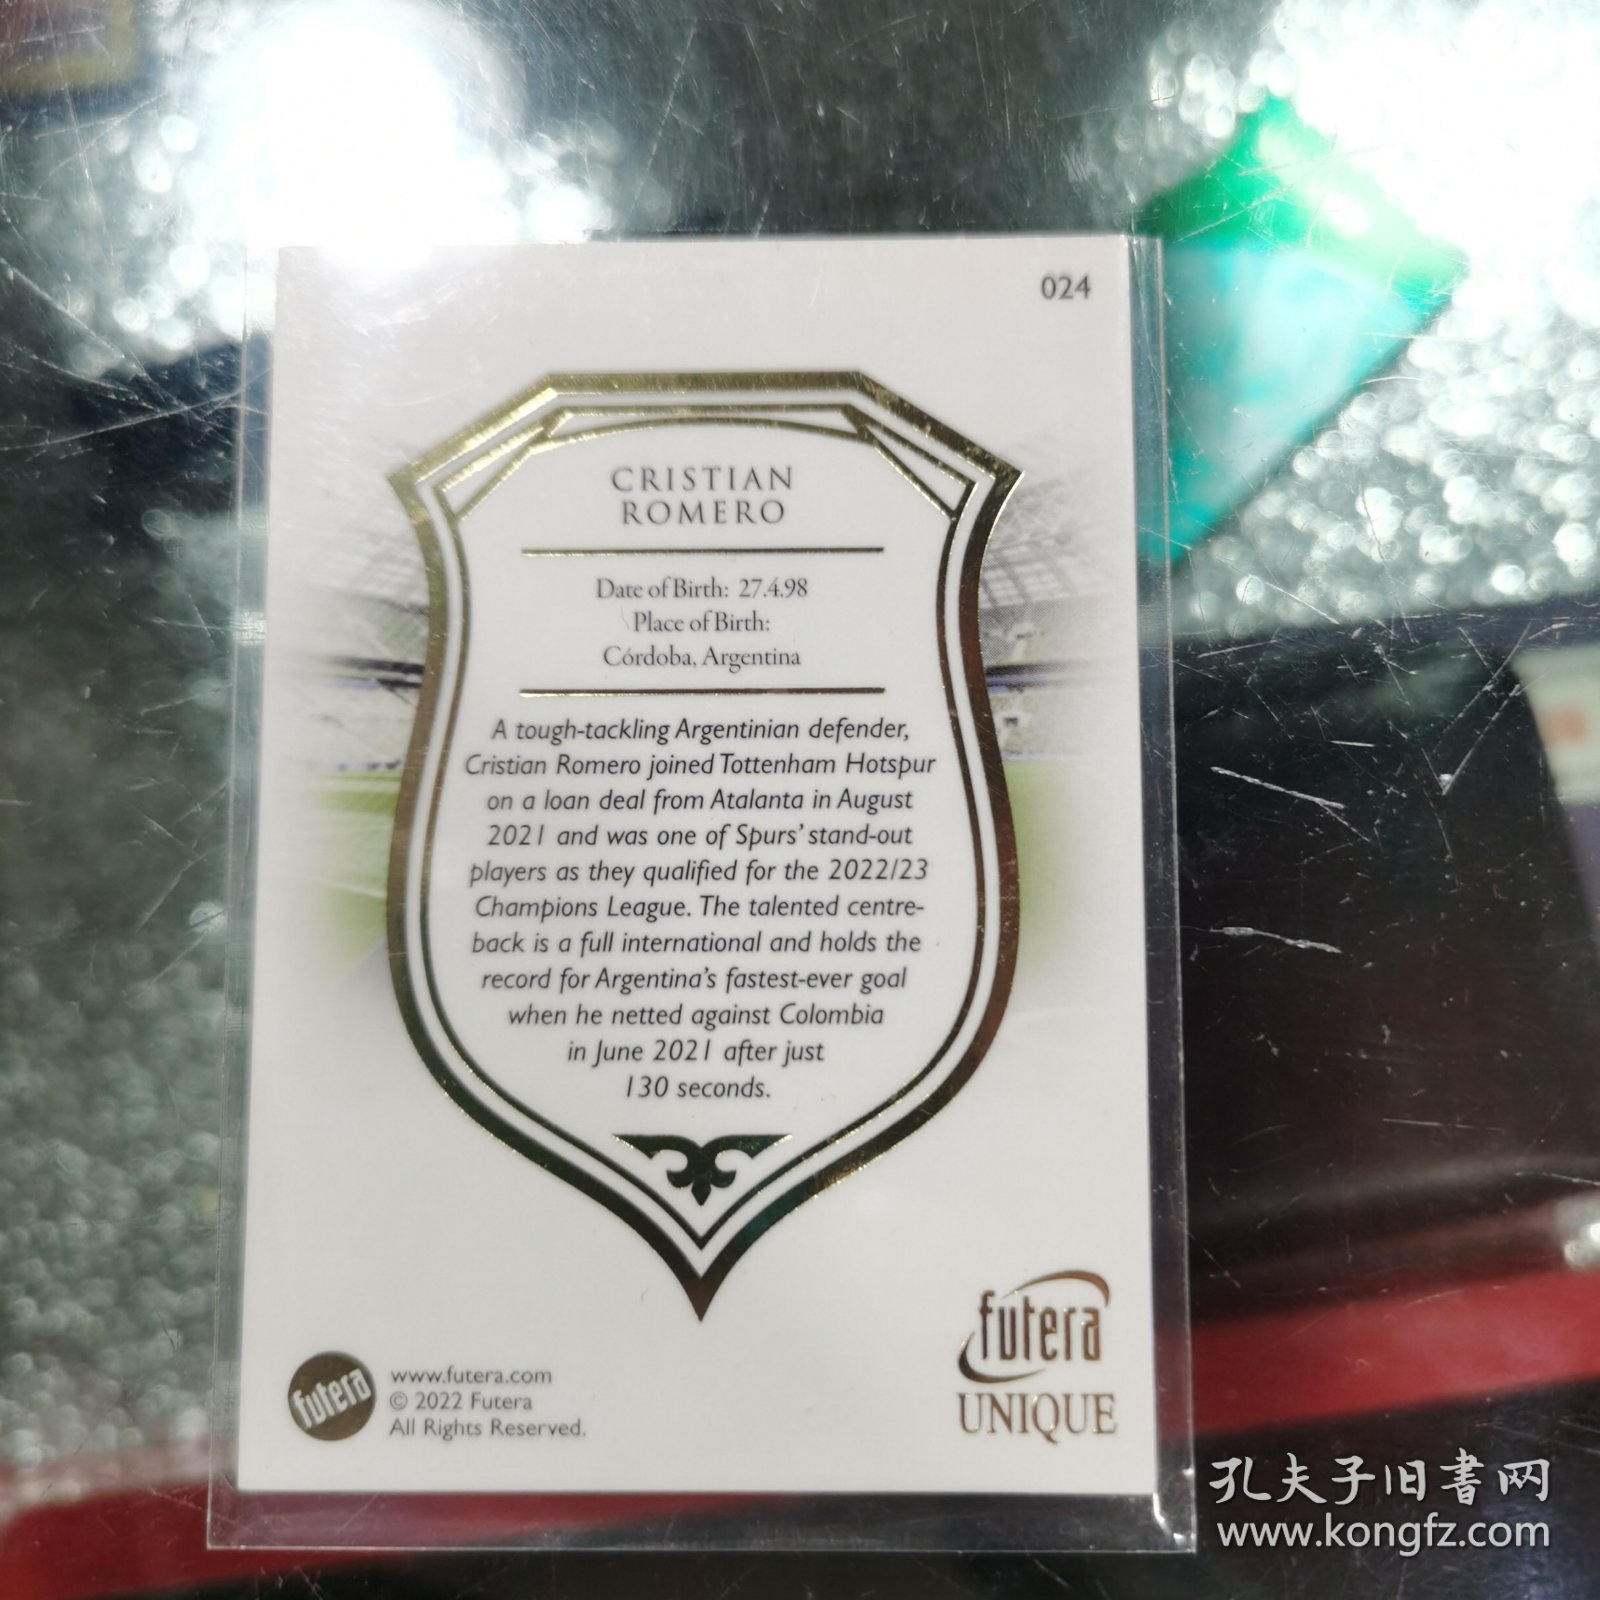 024
CRISTIAN
ROMERO
Date of Birth: 27.4.98
Place of Birth:
Córdoba, Argentina
A tough-tackling Argentinian defender,
Cristian Romero joined Tottenham Hotspur
on a loan deal from Atalanta in August
2021 and was one of Spurs' stand-out
players as they qualified for the 2022/23
Champions League. The talented centre-
back is a full international and holds the
record for Argentina's fastest-ever goal
when he netted against Colombia
in June 2021 after just
130 seconds.
futera
UNIQUE
futera
www.futera.com
© 2022 Futera
All Rights Reserved.
孔夫子旧書网
www.kongfz.com